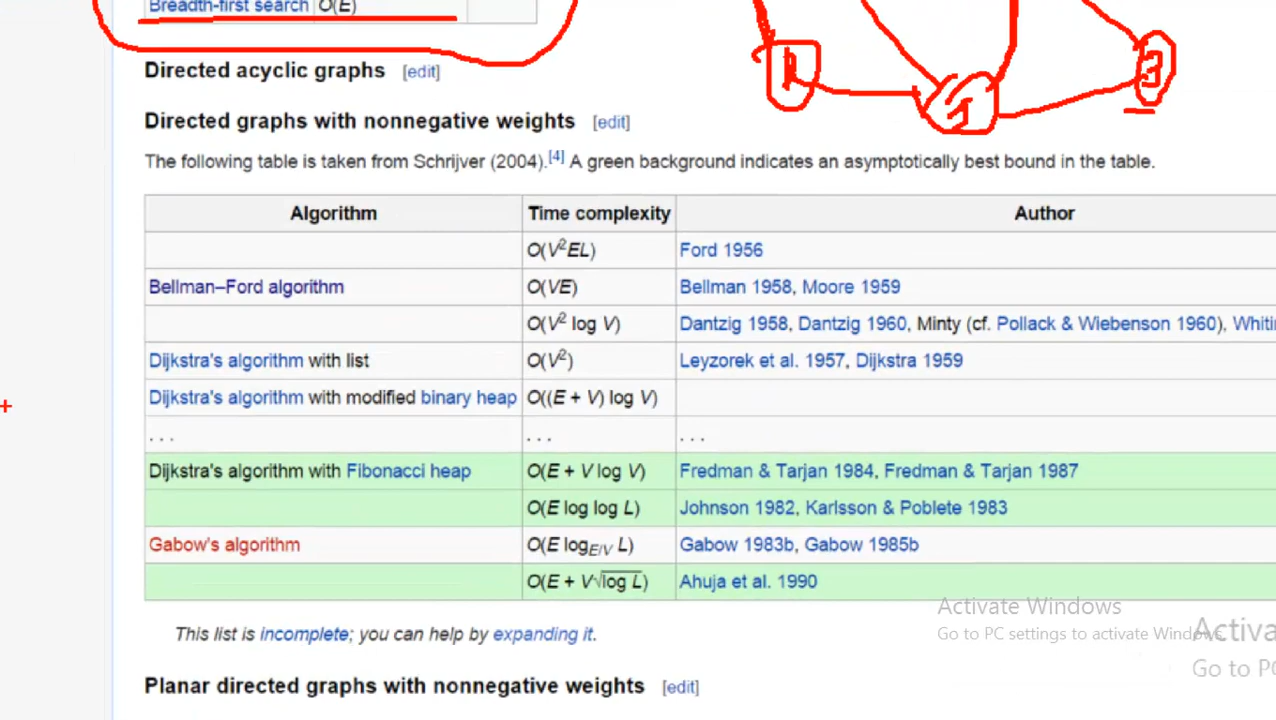 Breadth-first search O(E)
Directed acyclic graphs [edit]
Directed graphs with nonnegative weights [edit]
The following table is taken from Schrijver (2004).[4] A green background indicates an asymptotically best bound in the table.
Algorithm Time complexity Author
O(V²EL) Ford 1956
Bellman–Ford algorithm O(VE) Bellman 1958, Moore 1959
O(V² log V) Dantzig 1958, Dantzig 1960, Minty (cf. Pollack & Wiebenson 1960),
Dijkstra's algorithm with list O(V²) Leyzorek et al. 1957, Dijkstra 1959
Dijkstra's algorithm with modified binary heap O((E + V) log V)
. . . . . . . . .
Dijkstra's algorithm with Fibonacci heap O(E + V log V) Fredman & Tarjan 1984, Fredman & Tarjan 1987
O(E log log L) Johnson 1982, Karlsson & Poblete 1983
Gabow's algorithm O(E log_{E/V} L) Gabow 1983b, Gabow 1985b
O(E + V√log L) Ahuja et al. 1990
Activate Windows
Go to PC settings to activate Windows.
This list is incomplete; you can help by expanding it.
Go to PC
Planar directed graphs with nonnegative weights [edit]